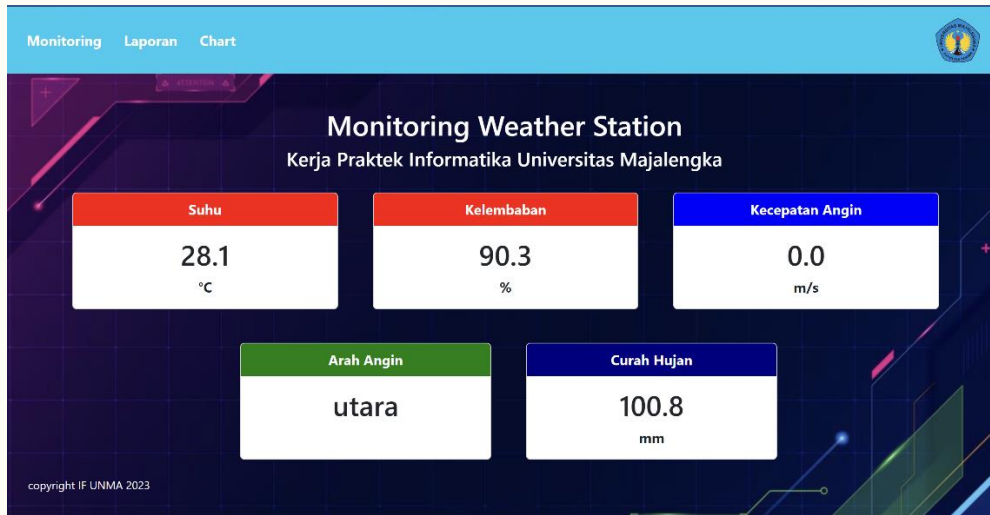 Monitoring Laporan Chart
ATTENTION
Monitoring Weather Station
Kerja Praktek Informatika Universitas Majalengka
Suhu
28.1
°C
Kelembaban
90.3
%
Kecepatan Angin
0.0
m/s
Arah Angin
utara
Curah Hujan
100.8
mm
copyright IF UNMA 2023